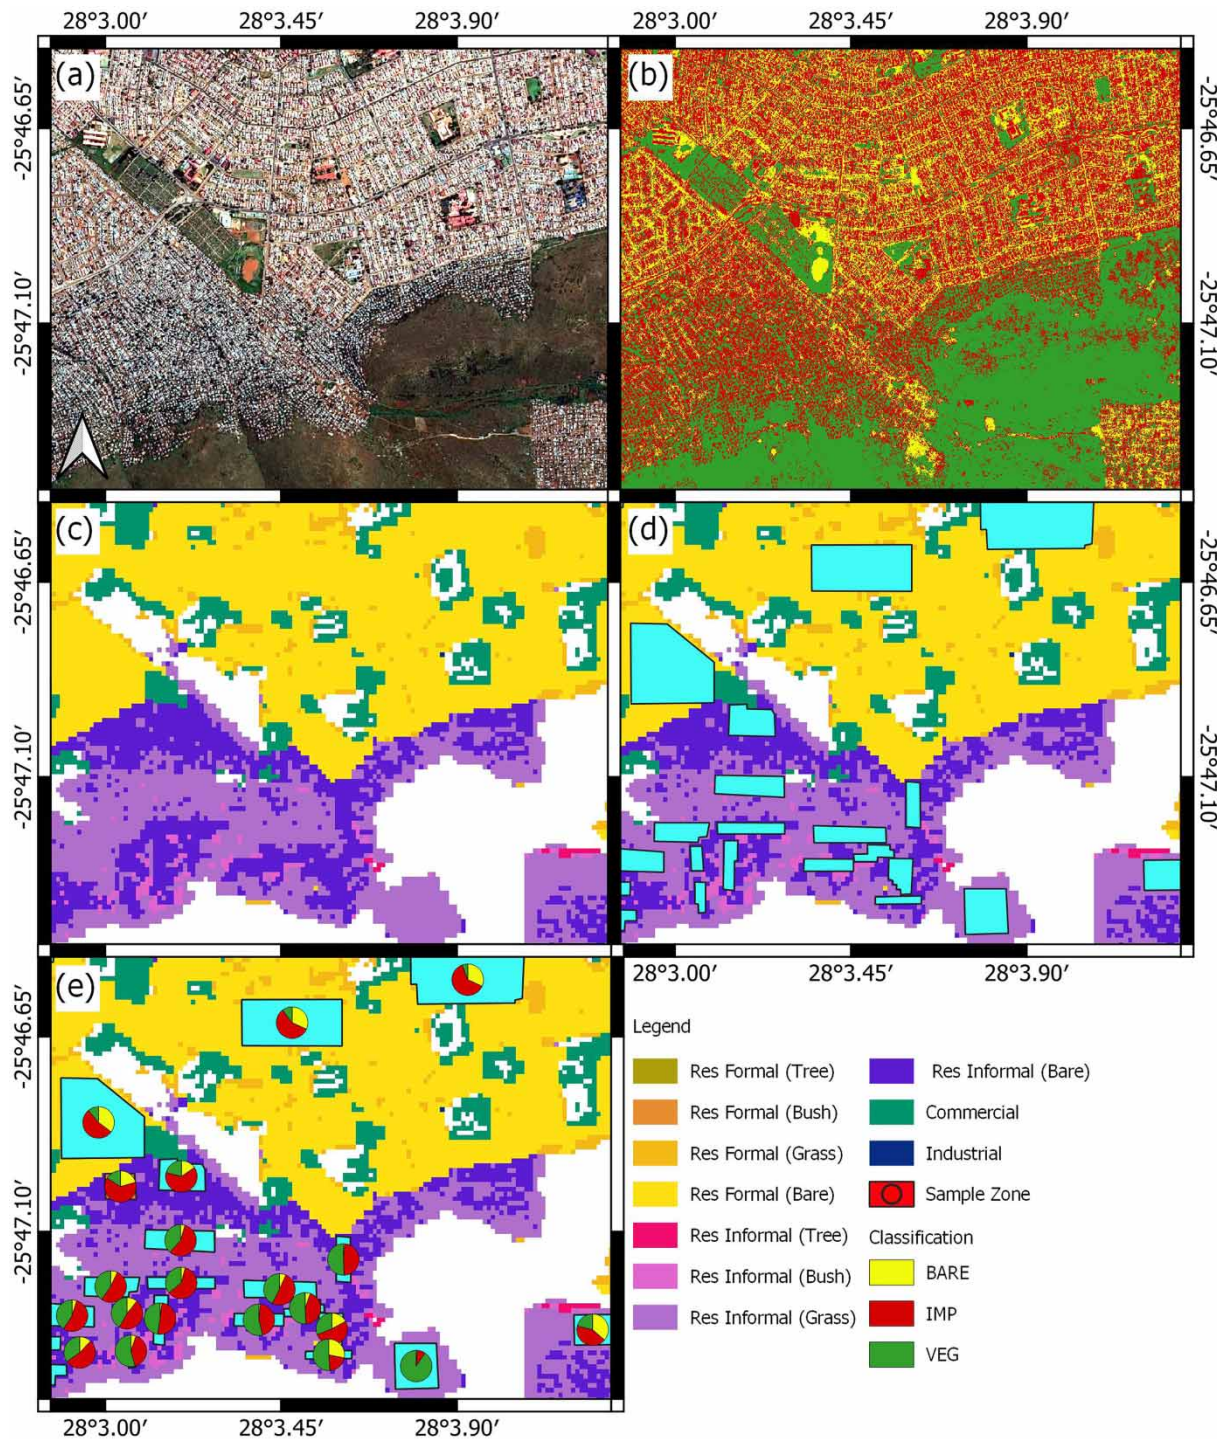 28°3.00′ 28°3.45′ 28°3.90′ 28°3.00′ 28°3.45′ 28°3.90′
(a) (b)
-25°46.65′ -25°46.65′
-25°47.10′ -25°47.10′
(c) (d)
-25°46.65′ -25°46.65′
-25°47.10′ -25°47.10′
28°3.00′ 28°3.45′ 28°3.90′
(e)
-25°46.65′
-25°47.10′
28°3.00′ 28°3.45′ 28°3.90′
Legend
Res Formal (Tree)
Res Formal (Bush)
Res Formal (Grass)
Res Formal (Bare)
Res Informal (Tree)
Res Informal (Bush)
Res Informal (Grass)
Res Informal (Bare)
Commercial
Industrial
Sample Zone
Classification
BARE
IMP
VEG